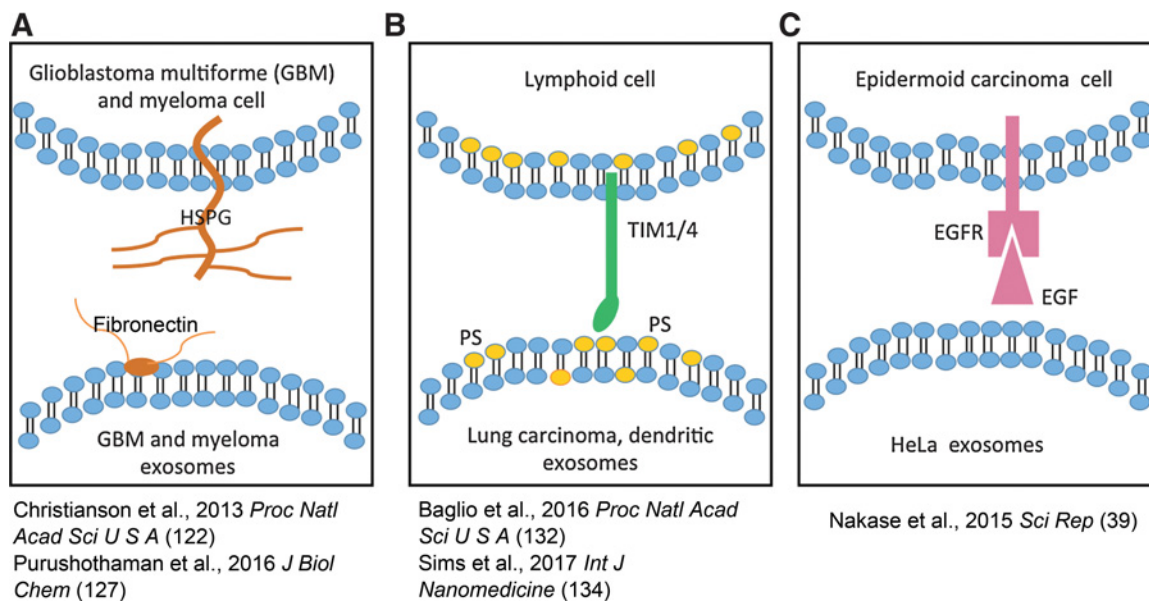 A
Glioblastoma multiforme (GBM)
and myeloma cell
HSPG
Fibronectin
GBM and myeloma
exosomes
Christianson et al., 2013 Proc Natl
Acad Sci U S A (122)
Purushothaman et al., 2016 J Biol
Chem (127)
B
Lymphoid cell
TIM1/4
PS
PS
Lung carcinoma, dendritic
exosomes
Baglio et al., 2016 Proc Natl Acad
Sci U S A (132)
Sims et al., 2017 Int J
Nanomedicine (134)
C
Epidermoid carcinoma cell
EGFR
EGF
HeLa exosomes
Nakase et al., 2015 Sci Rep (39)